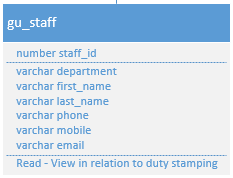 gu_staff
number staff_id
varchar department
varchar first_name
varchar last_name
varchar phone
varchar mobile
varchar email
Read - View in relation to duty stamping